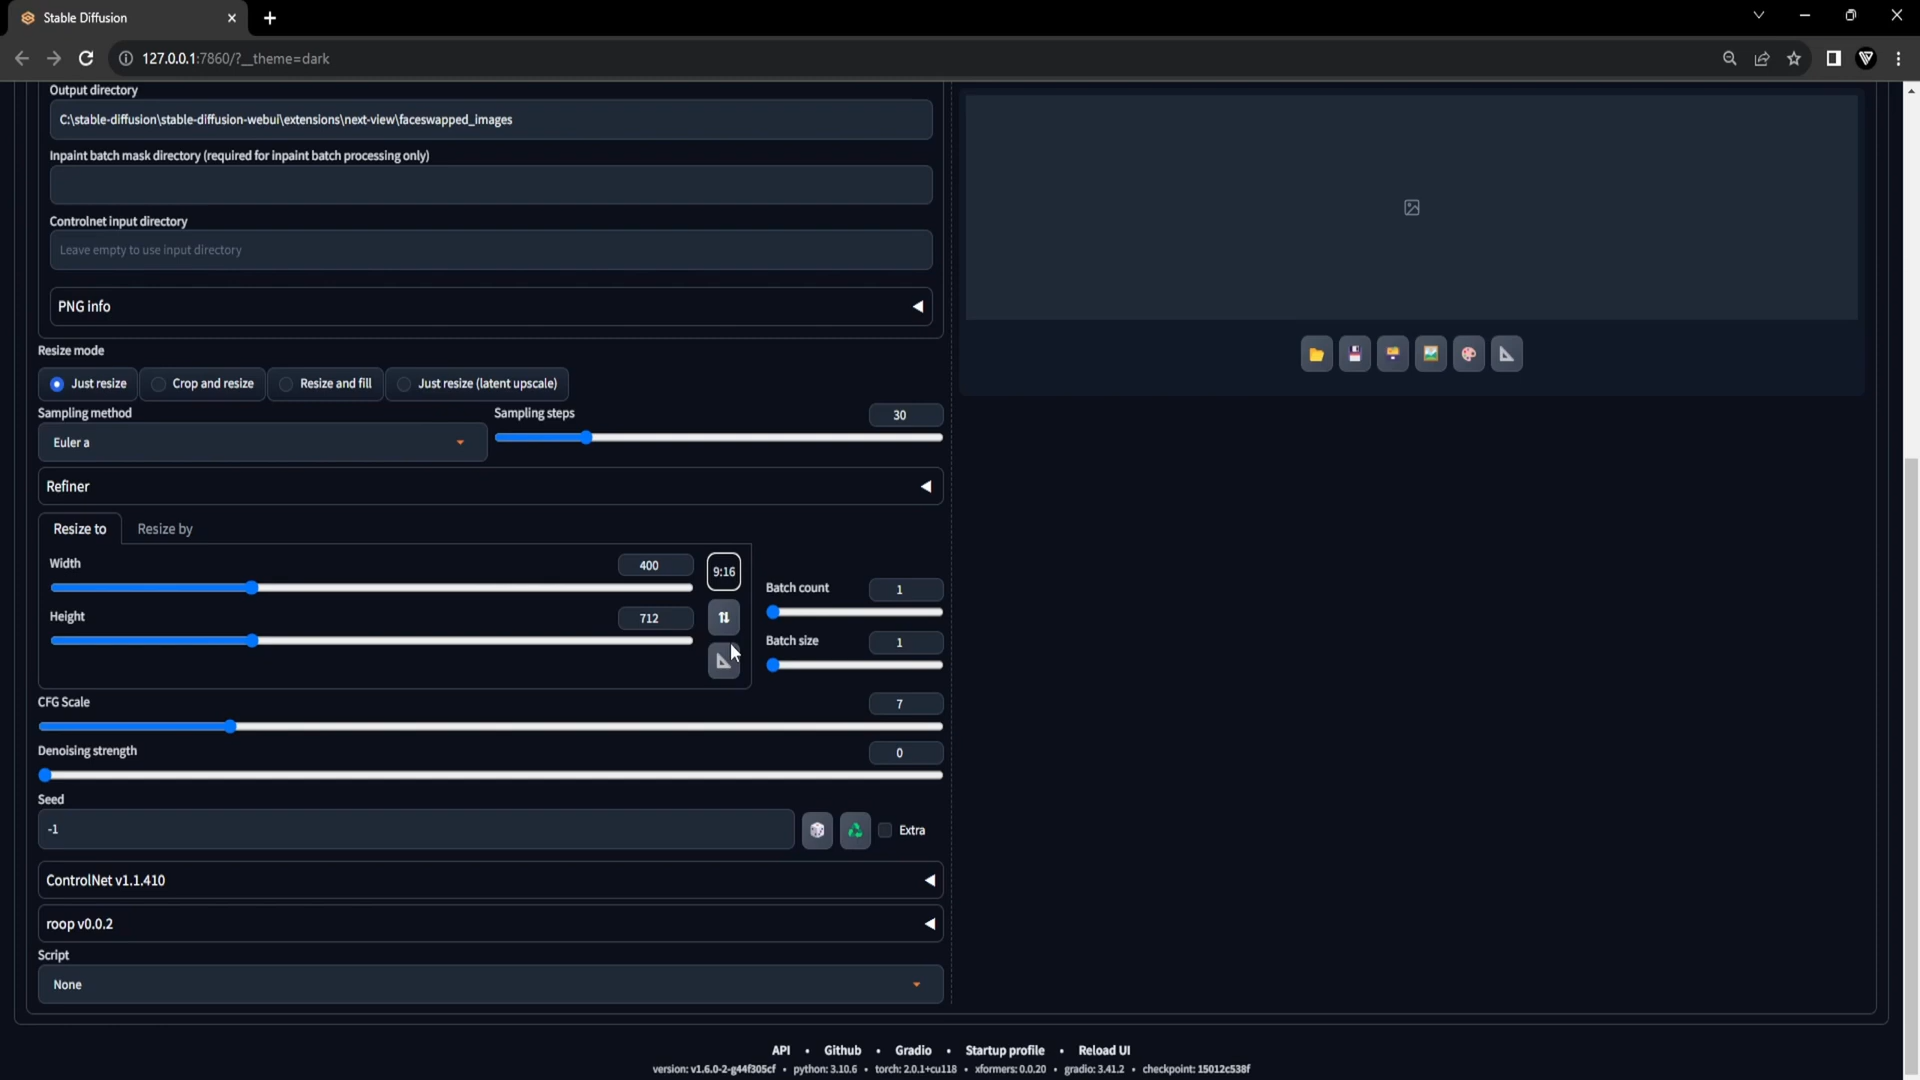 Stable Diffusion
127.0.0.1:7860/?__theme=dark
Output directory
C:\stable-diffusion\stable-diffusion-webui\extensions\next-view\faceswapped_images
Inpaint batch mask directory (required for inpaint batch processing only)
Controlnet input directory
Leave empty to use input directory
PNG info
Resize mode
Just resize
Crop and resize
Resize and fill
Just resize (latent upscale)
Sampling method
Sampling steps
30
Euler a
Refiner
Resize to
Resize by
Width
400
9:16
Height
712
Batch count
1
Batch size
1
CFG Scale
7
Denoising strength
0
Seed
-1
Extra
ControlNet v1.1.410
roop v0.0.2
Script
None
API • Github • Gradio • Startup profile • Reload UI
version: v1.6.0-2-g44f305cf • python: 3.10.6 • torch: 2.0.1+cu118 • xformers: 0.0.20 • gradio: 3.41.2 • checkpoint: 15012c538f